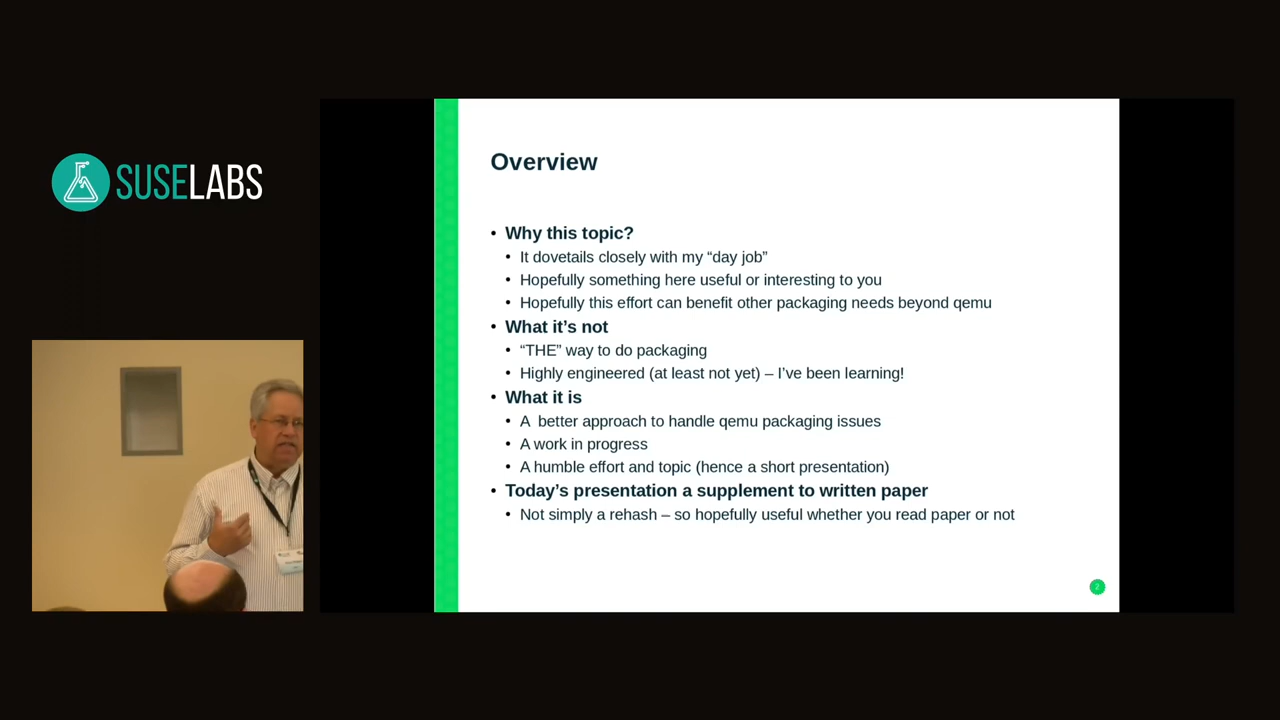 SUSELABS
Overview
• Why this topic?
• It dovetails closely with my “day job”
• Hopefully something here useful or interesting to you
• Hopefully this effort can benefit other packaging needs beyond qemu
• What it’s not
• “THE” way to do packaging
• Highly engineered (at least not yet) – I’ve been learning!
• What it is
• A  better approach to handle qemu packaging issues
• A work in progress
• A humble effort and topic (hence a short presentation)
• Today’s presentation a supplement to written paper
• Not simply a rehash – so hopefully useful whether you read paper or not
2